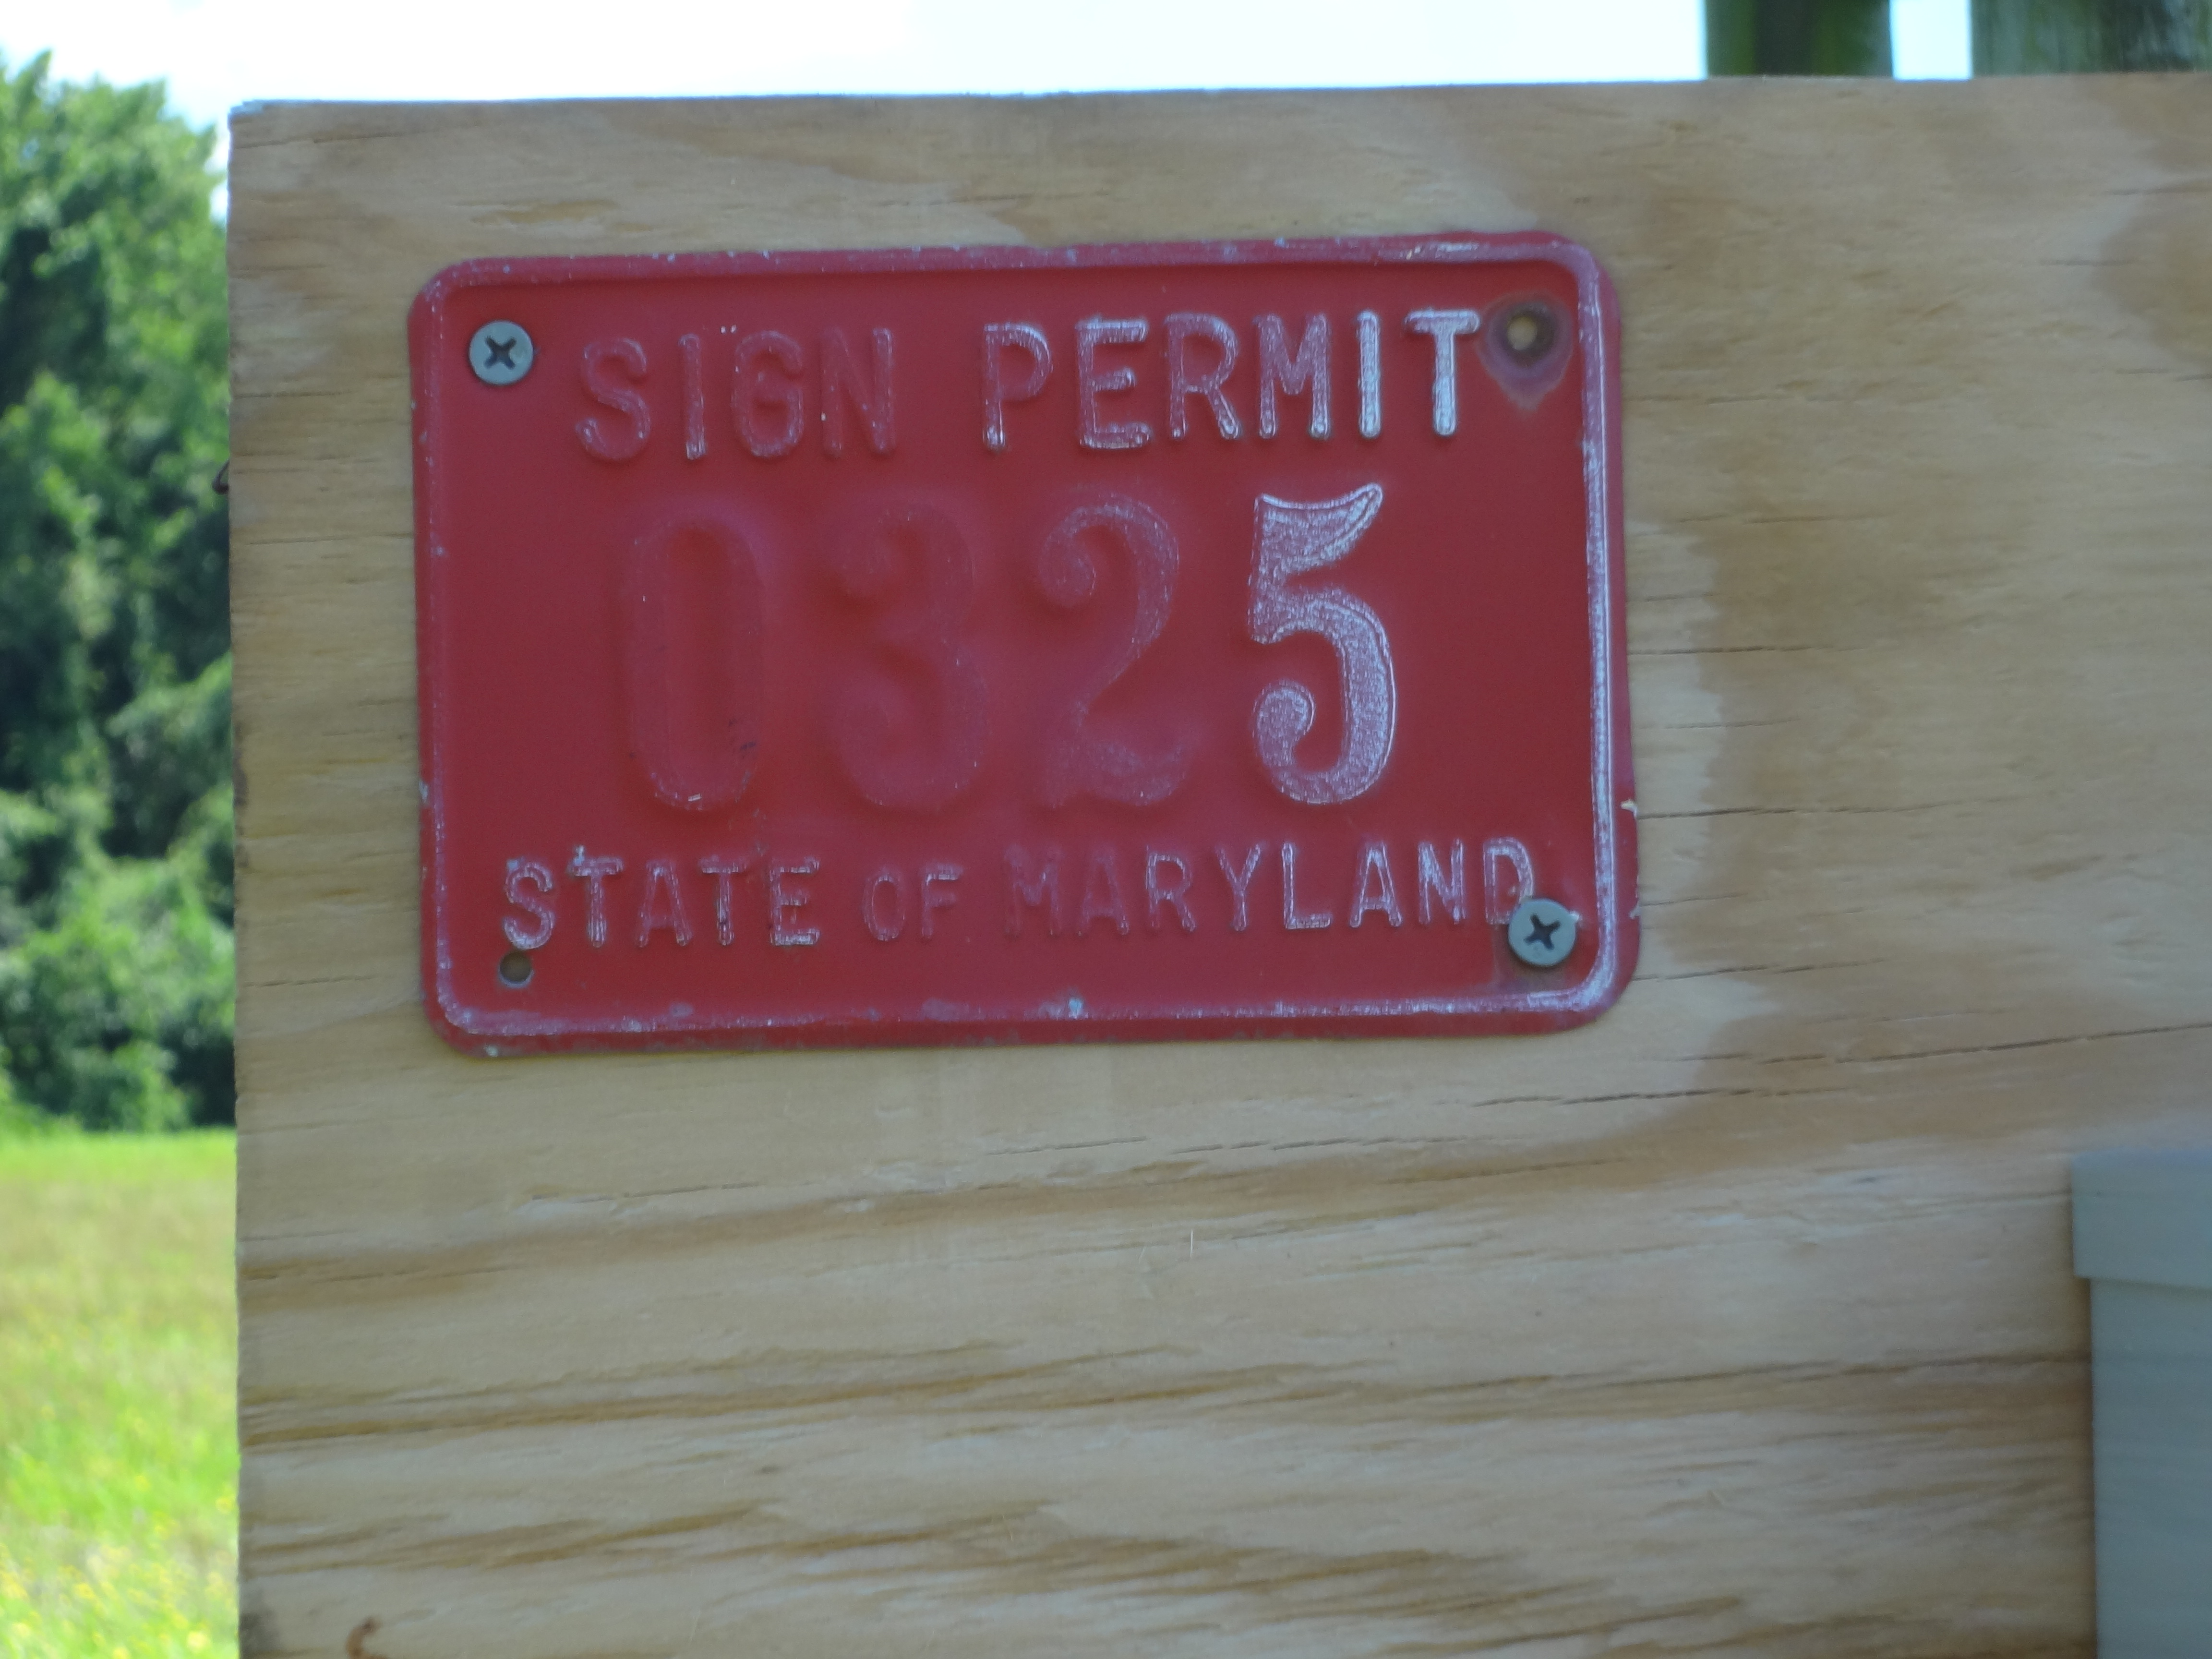 SIGN PERMIT
0325
STATE OF MARYLAND